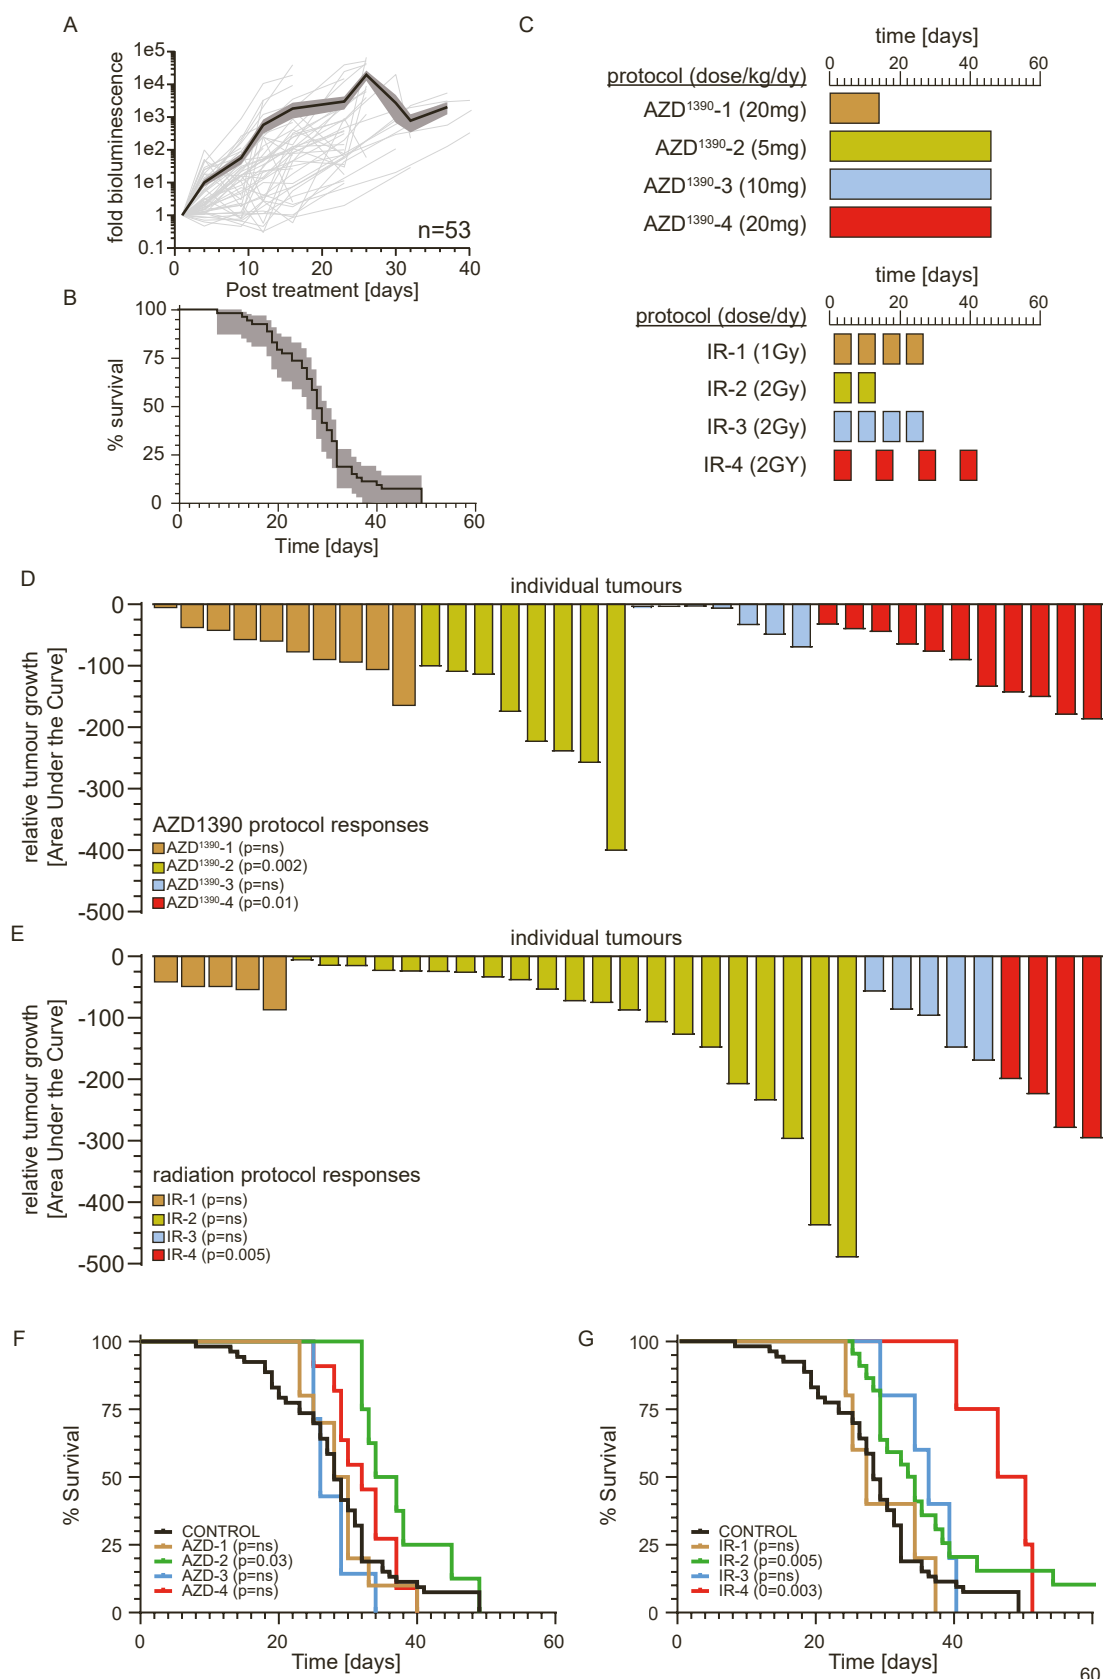 A
1e5
1e4
1e3
1e2
1e1
1
0.1
fold bioluminescence
n=53
0 10 20 30 40
Post treatment [days]
B
100
75
50
25
0
% survival
0 20 40 60
Time [days]
C
time [days]
0 20 40 60
protocol (dose/kg/dy)
AZD1390-1 (20mg)
AZD1390-2 (5mg)
AZD1390-3 (10mg)
AZD1390-4 (20mg)
time [days]
0 20 40 60
protocol (dose/dy)
IR-1 (1Gy)
IR-2 (2Gy)
IR-3 (2Gy)
IR-4 (2GY)
D
individual tumours
0
-100
-200
-300
-400
-500
relative tumour growth
[Area Under the Curve]
AZD1390 protocol responses
AZD1390-1 (p=ns)
AZD1390-2 (p=0.002)
AZD1390-3 (p=ns)
AZD1390-4 (p=0.01)
E
individual tumours
0
-100
-200
-300
-400
-500
relative tumour growth
[Area Under the Curve]
radiation protocol responses
IR-1 (p=ns)
IR-2 (p=ns)
IR-3 (p=ns)
IR-4 (p=0.005)
F
100
75
50
25
0
% Survival
CONTROL
AZD-1 (p=ns)
AZD-2 (p=0.03)
AZD-3 (p=ns)
AZD-4 (p=ns)
0 20 40 60
Time [days]
G
100
75
50
25
0
% Survival
CONTROL
IR-1 (p=ns)
IR-2 (p=0.005)
IR-3 (p=ns)
IR-4 (0=0.003)
0 20 40
60
Time [days]